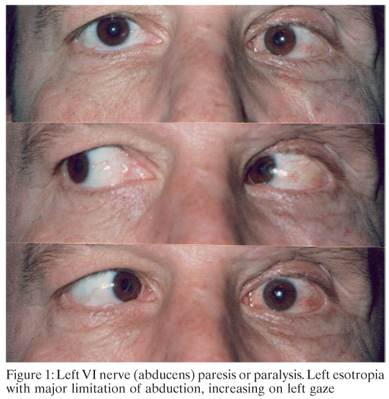 Figure 1: Left VI nerve (abducens) paresis or paralysis. Left esotropia
with major limitation of abduction, increasing on left gaze